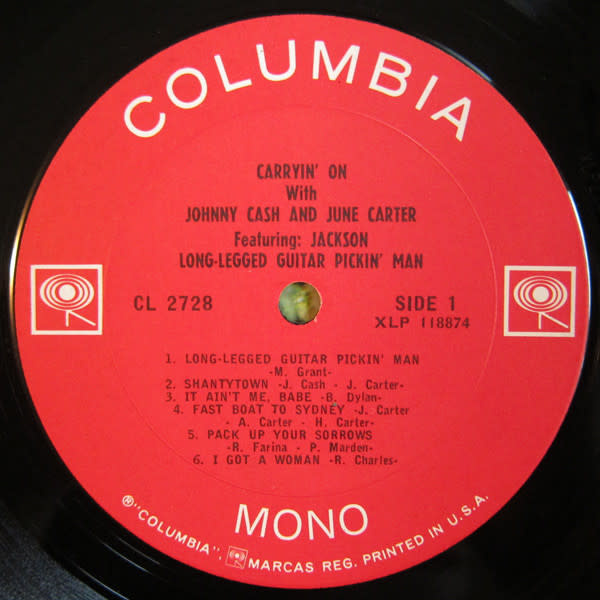 COLUMBIA
CARRYIN' ON
With
JOHNNY CASH AND JUNE CARTER
Featuring: JACKSON
LONG-LEGGED GUITAR PICKIN' MAN
CL 2728
SIDE 1
XLP 118874
1. LONG-LEGGED GUITAR PICKIN' MAN
-M. Grant-
2. SHANTYTOWN -J. Cash - J. Carter-
3. IT AIN'T ME, BABE -B. Dylan-
4. FAST BOAT TO SYDNEY -J. Carter
- A. Carter - H. Carter-
5. PACK UP YOUR SORROWS
-R. Farina - P. Marden-
6. I GOT A WOMAN -R. Charles-
MONO
®"COLUMBIA", MARCAS REG. PRINTED IN U.S.A.